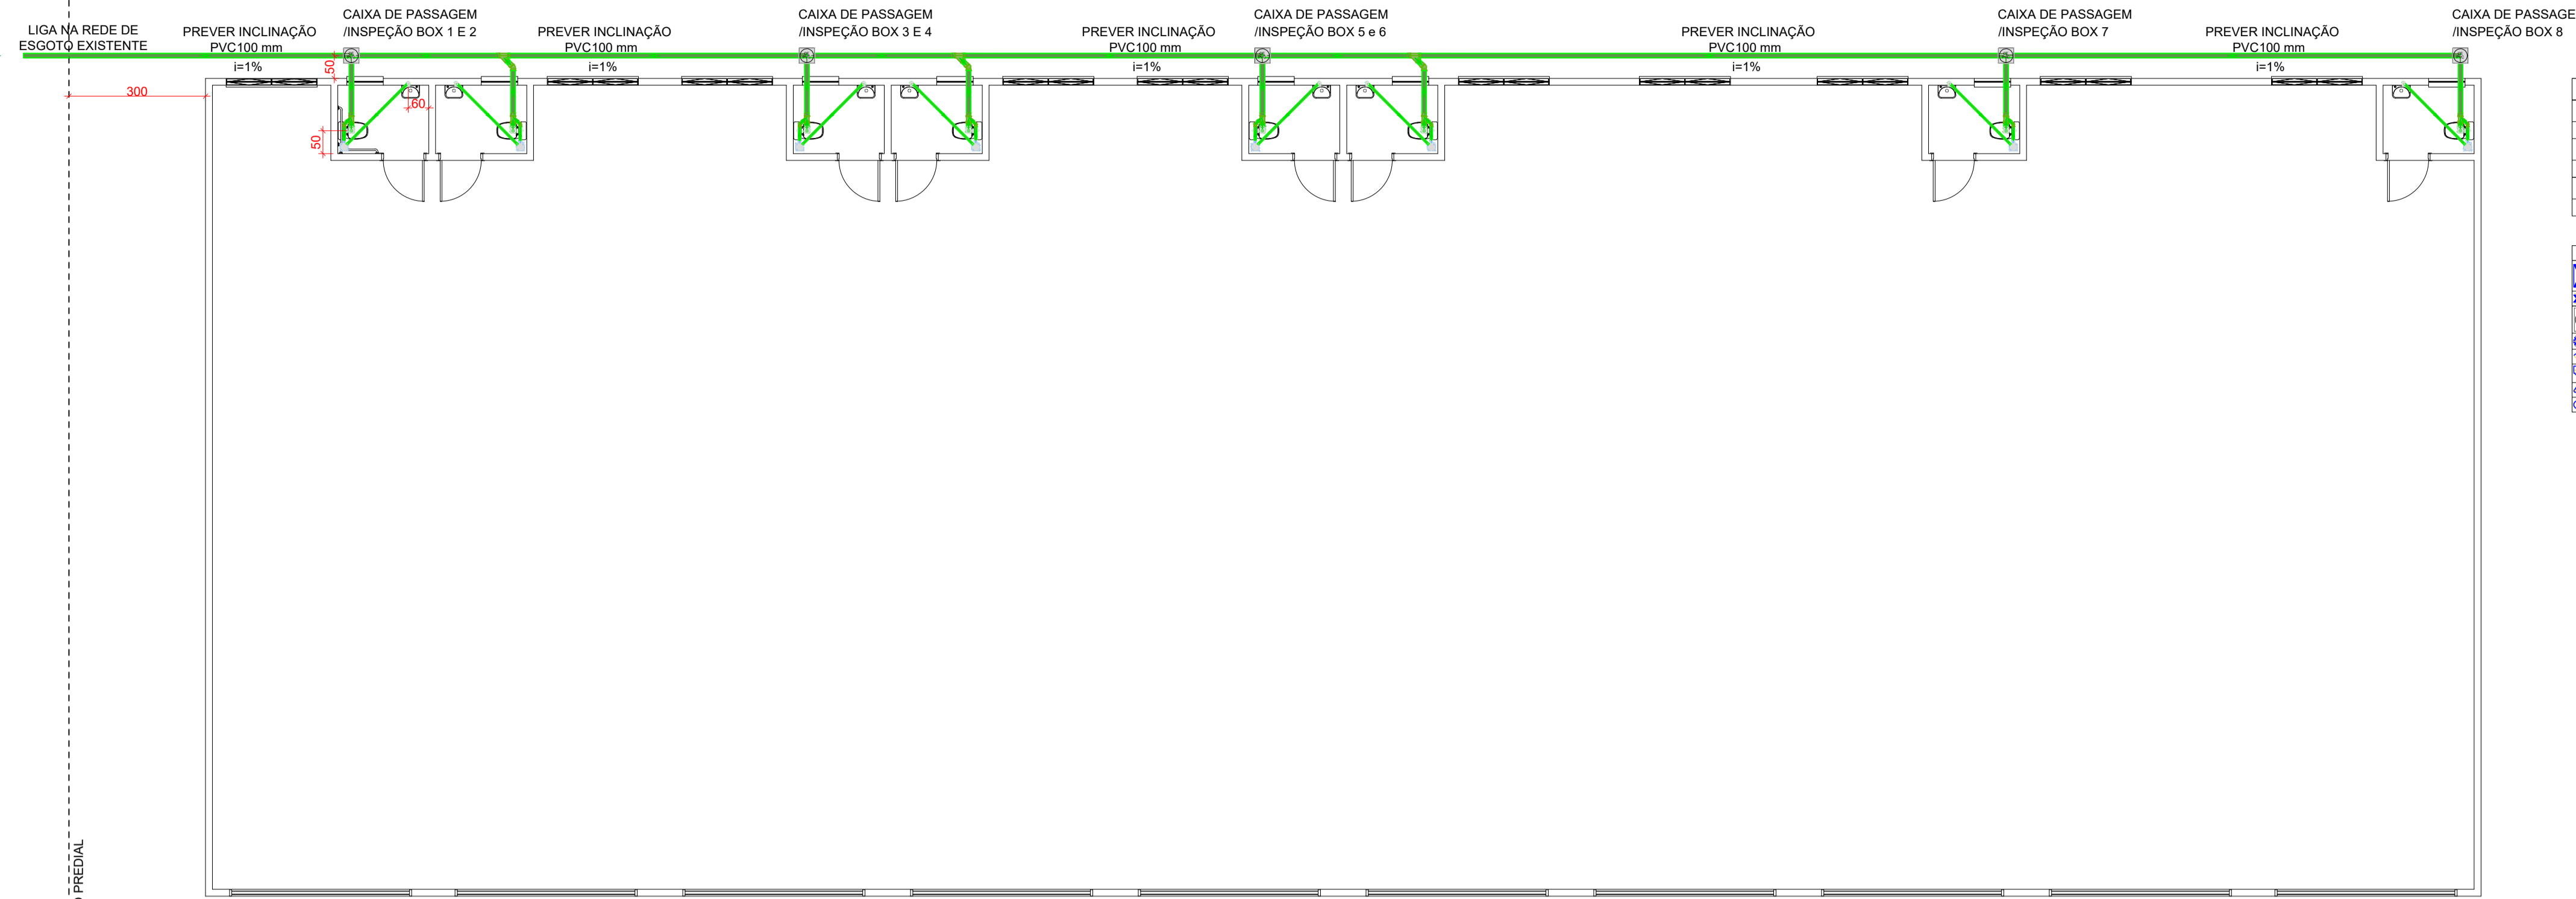 LIGA NA REDE DE
ESGOTO EXISTENTE
PREVER INCLINAÇÃO
PVC100 mm
i=1%
CAIXA DE PASSAGEM
/INSPEÇÃO BOX 1 E 2
PREVER INCLINAÇÃO
PVC100 mm
i=1%
CAIXA DE PASSAGEM
/INSPEÇÃO BOX 3 E 4
PREVER INCLINAÇÃO
PVC100 mm
i=1%
CAIXA DE PASSAGEM
/INSPEÇÃO BOX 5 e 6
PREVER INCLINAÇÃO
PVC100 mm
i=1%
CAIXA DE PASSAGEM
/INSPEÇÃO BOX 7
PREVER INCLINAÇÃO
PVC100 mm
i=1%
CAIXA DE PASSAGE
/INSPEÇÃO BOX 8
300
50
60
50
PREDIAL